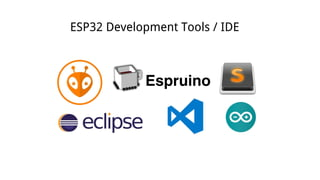 ESP32 Development Tools / IDE
Espruino
S
eclipse